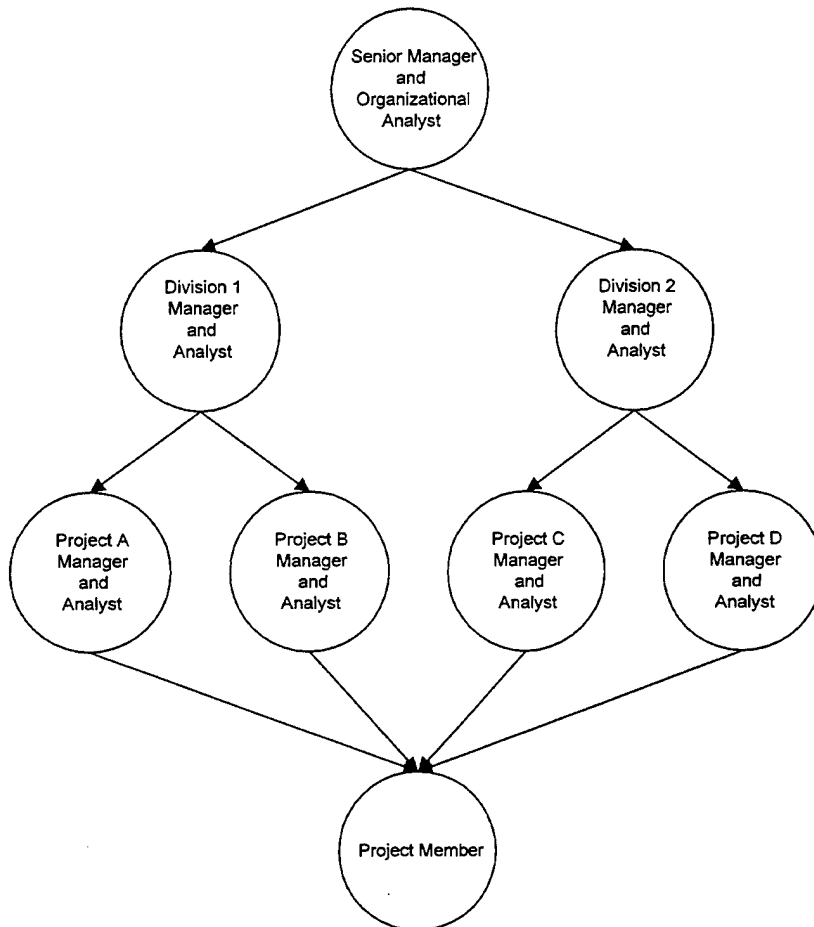 Senior Manager
and
Organizational
Analyst
Division 1
Manager
and
Analyst
Division 2
Manager
and
Analyst
Project A
Manager
and
Analyst
Project B
Manager
and
Analyst
Project C
Manager
and
Analyst
Project D
Manager
and
Analyst
Project Member